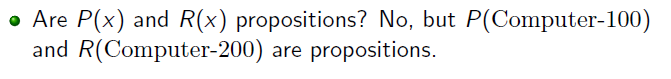 Are P(x) and R(x) propositions? No, but P(Computer-100)
and R(Computer-200) are propositions.